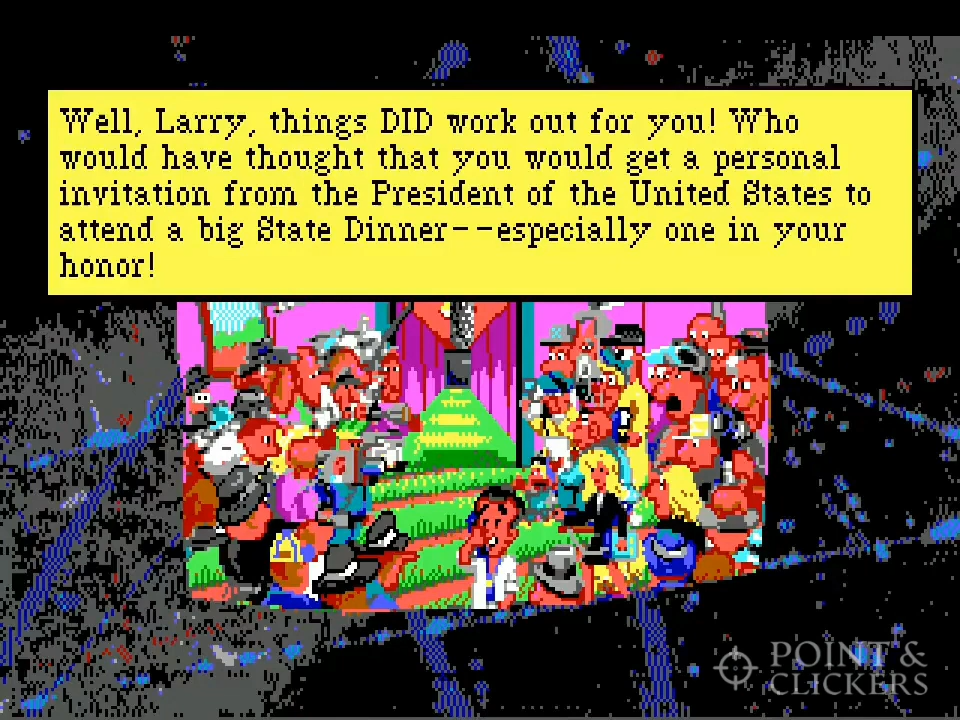 Well, Larry, things DID work out for you! Who
would have thought that you would get a personal
invitation from the President of the United States to
attend a big State Dinner--especially one in your
honor!
POINT &
CLICKERS